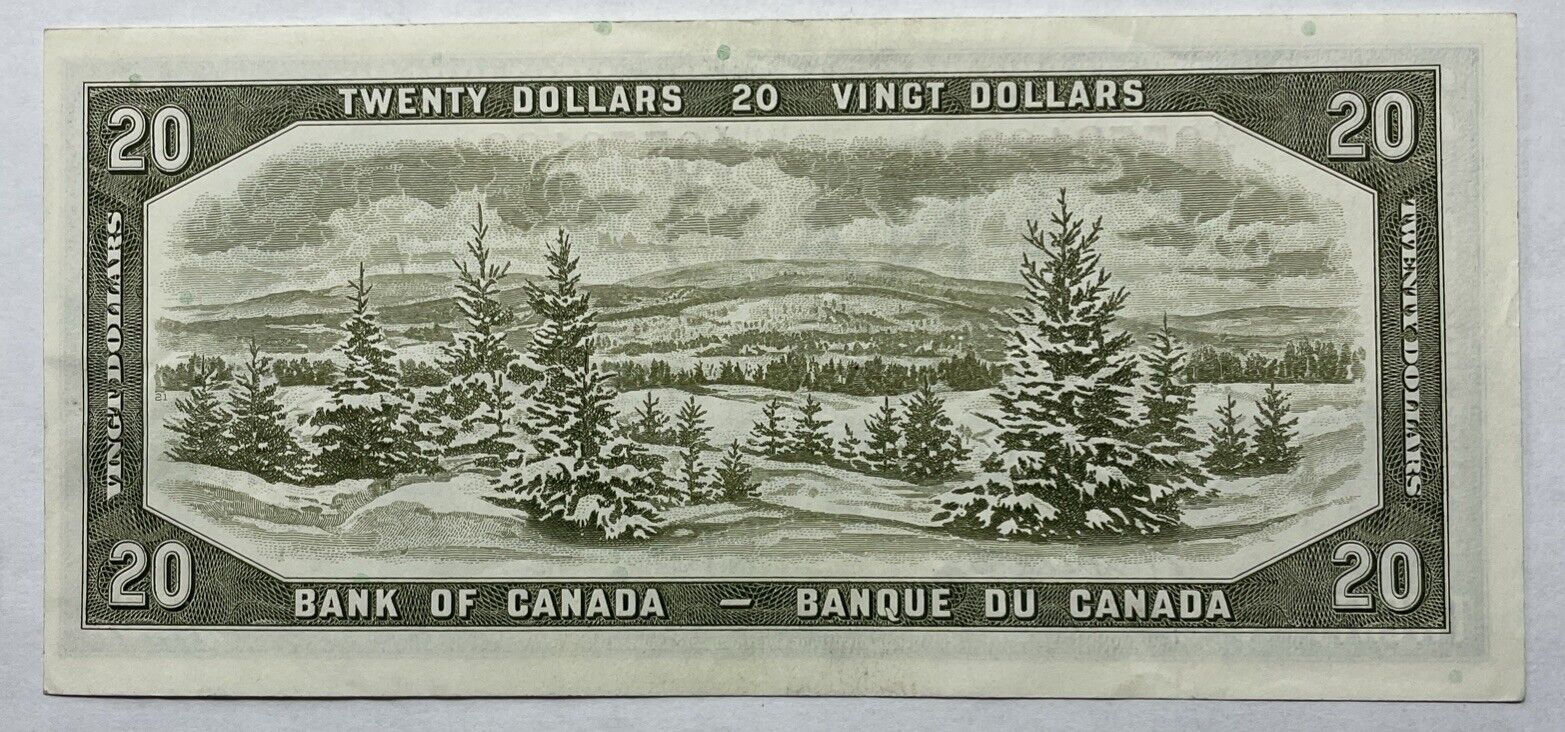 TWENTY DOLLARS 20 VINGT DOLLARS
20
20
VINGT DOLLARS
TWENTY DOLLARS
20
20
BANK OF CANADA — BANQUE DU CANADA